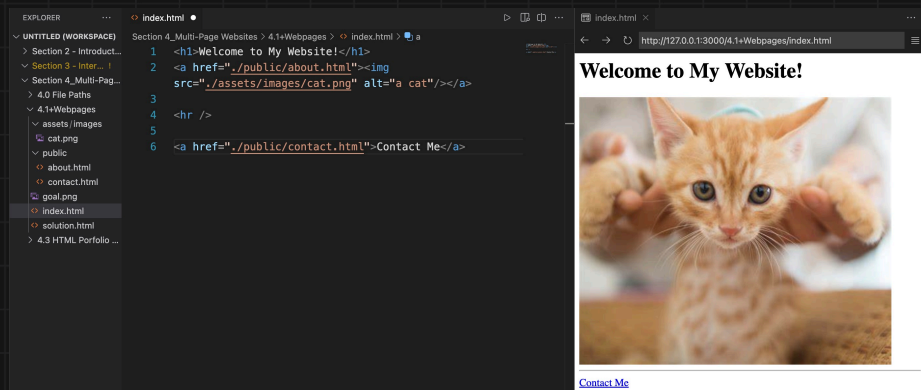 EXPLORER
UNTITLED (WORKSPACE)
Section 2 - Introduct...
Section 3 - Inter... !
Section 4_Multi-Pag...
4.0 File Paths
4.1+Webpages
assets/images
cat.png
public
about.html
contact.html
goal.png
index.html
solution.html
4.3 HTML Porfolio ...
index.html
Section 4_Multi-Page Websites > 4.1+Webpages > index.html > a
1 <h1>Welcome to My Website!</h1>
2 <a href="./public/about.html"><img
src="./assets/images/cat.png" alt="a cat"/></a>
3
4 <hr />
5
6 <a href="./public/contact.html">Contact Me</a>
index.html
http://127.0.0.1:3000/4.1+Webpages/index.html
Welcome to My Website!
Contact Me